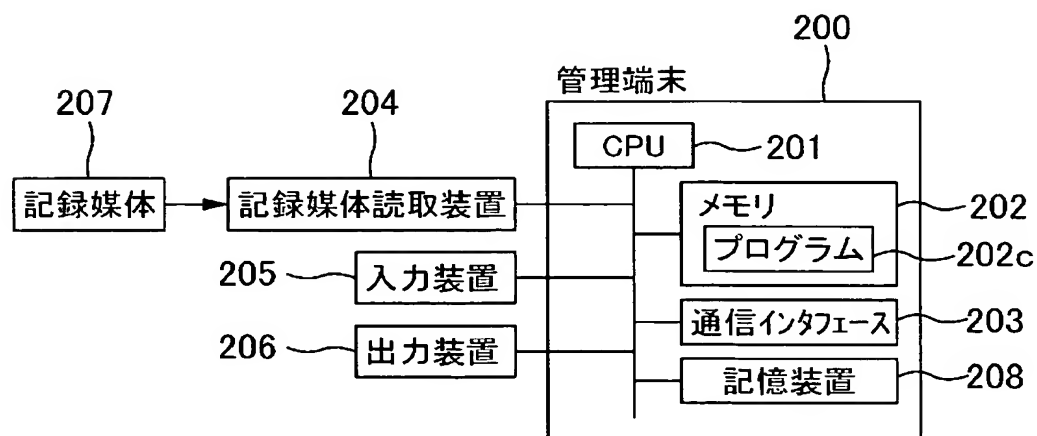 200
管理端末
207
204
CPU
201
記録媒体
記録媒体読取装置
メモリ
202
プログラム
202c
205
入力装置
通信インタフェース
203
206
出力装置
記憶装置
208